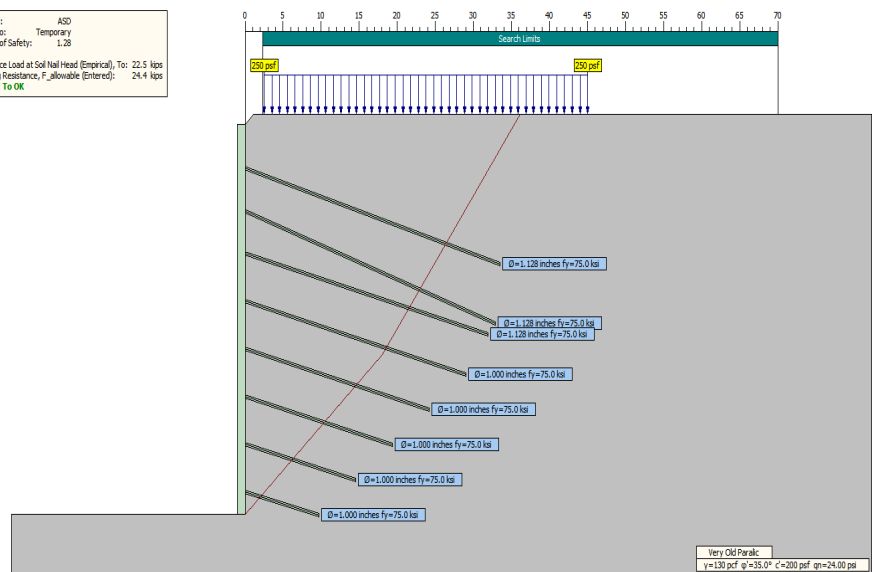 : ASD
o: Temporary
of Safety: 1.28
ce Load at Soil Nail Head (Empirical), To: 22.5 kips
Resistance, F_allowable (Entered): 24.4 kips
To OK
0 5 10 15 20 25 30 35 40 45 50 55 60 65 70
Search Limits
250 psf 250 psf
Ø=1.128 inches fy=75.0 ksi
Ø=1.128 inches fy=75.0 ksi
Ø=1.128 inches fy=75.0 ksi
Ø=1.000 inches fy=75.0 ksi
Ø=1.000 inches fy=75.0 ksi
Ø=1.000 inches fy=75.0 ksi
Ø=1.000 inches fy=75.0 ksi
Ø=1.000 inches fy=75.0 ksi
Very Old Paralic
γ=130 pcf φ'=35.0° c'=200 psf qn=24.00 psi